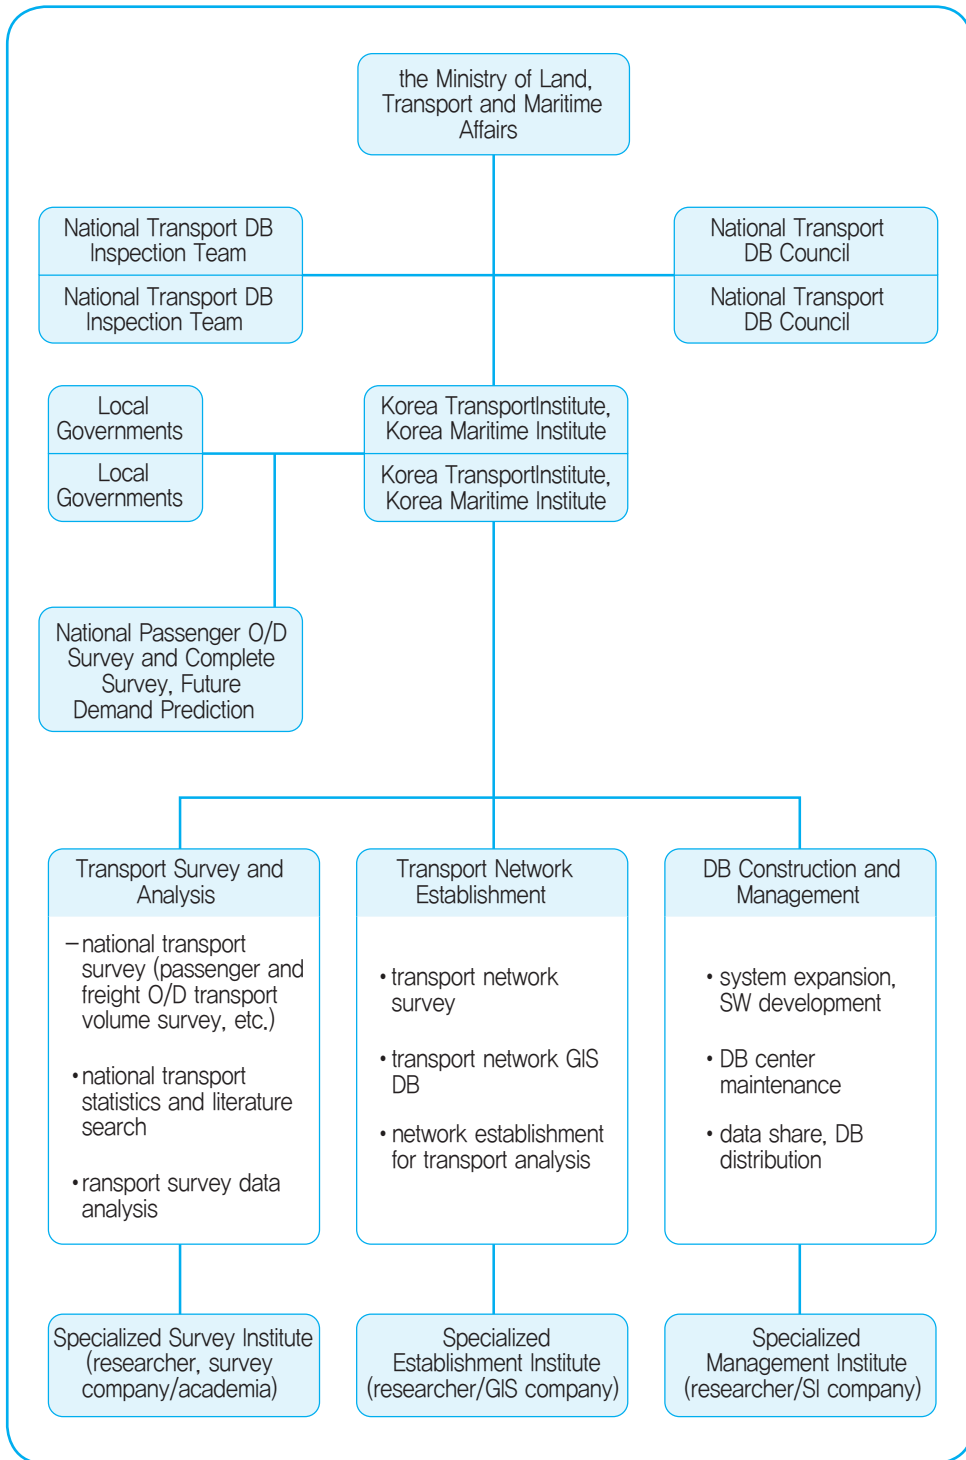 the Ministry of Land,
Transport and Maritime
Affairs
National Transport DB
Inspection Team
National Transport DB
Inspection Team
National Transport
DB Council
National Transport
DB Council
Local
Governments
Local
Governments
Korea TransportInstitute,
Korea Maritime Institute
Korea TransportInstitute,
Korea Maritime Institute
National Passenger O/D
Survey and Complete
Survey, Future
Demand Prediction
Transport Survey and
Analysis
–national transport
survey (passenger and
freight O/D transport
volume survey, etc.)
•national transport
statistics and literature
search
•ransport survey data
analysis
Transport Network
Establishment
•transport network
survey
•transport network GIS
DB
•network establishment
for transport analysis
DB Construction and
Management
•system expansion,
SW development
•DB center
maintenance
•data share, DB
distribution
Specialized Survey Institute
(researcher, survey
company/academia)
Specialized
Establishment Institute
(researcher/GIS company)
Specialized
Management Institute
(researcher/SI company)